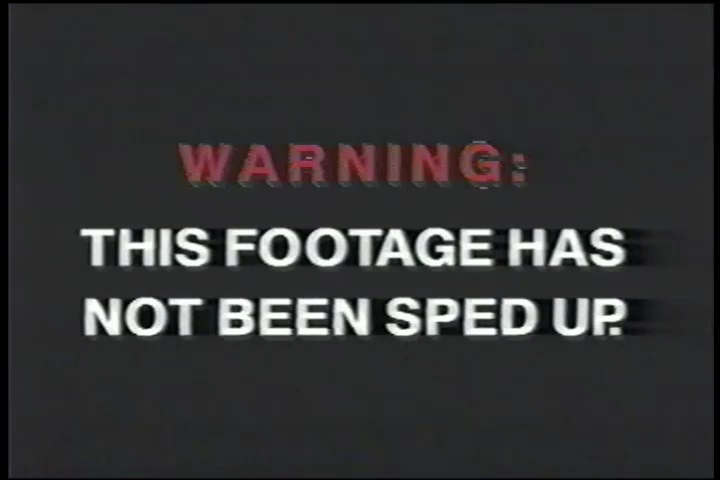 WARNING:
THIS FOOTAGE HAS
NOT BEEN SPED UP.